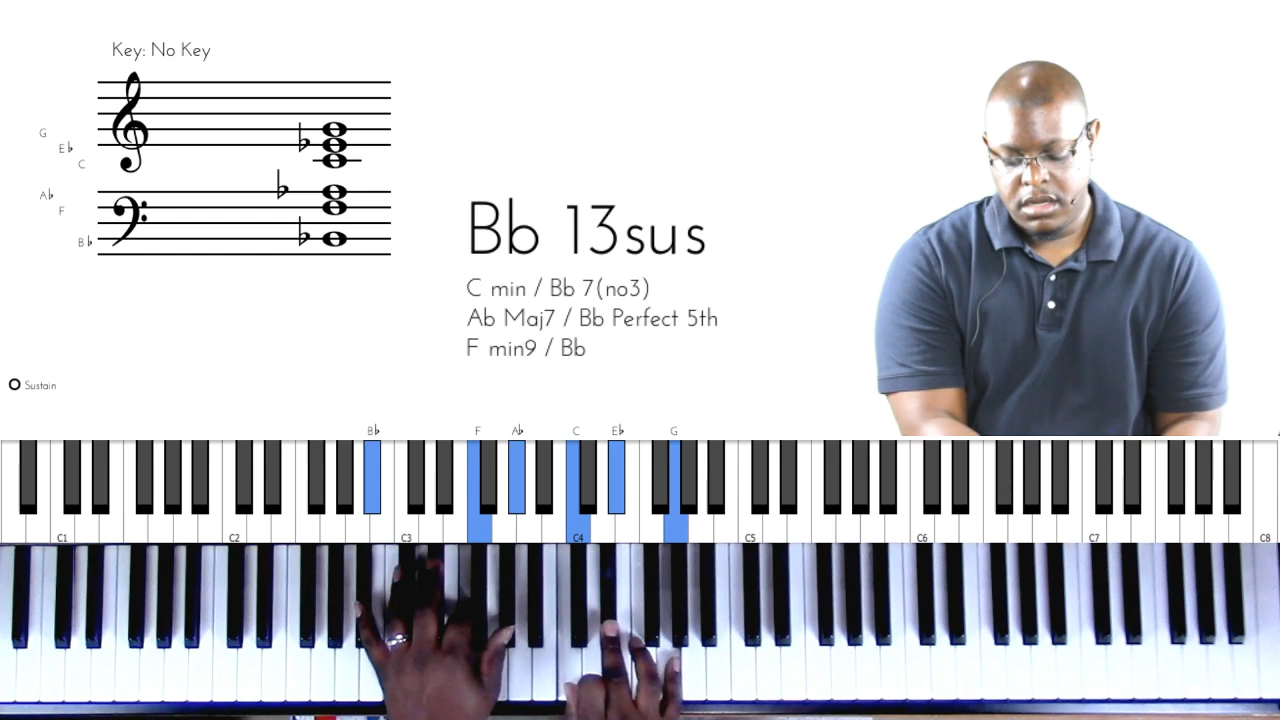 Key: No Key
G
E♭
C
A♭
F
B♭
Bb 13sus
C min / Bb 7(no3)
Ab Maj7 / Bb Perfect 5th
F min9 / Bb
Sustain
B♭ F A♭ C E♭ G
C1 C2 C3 C4 C5 C6 C7 C8